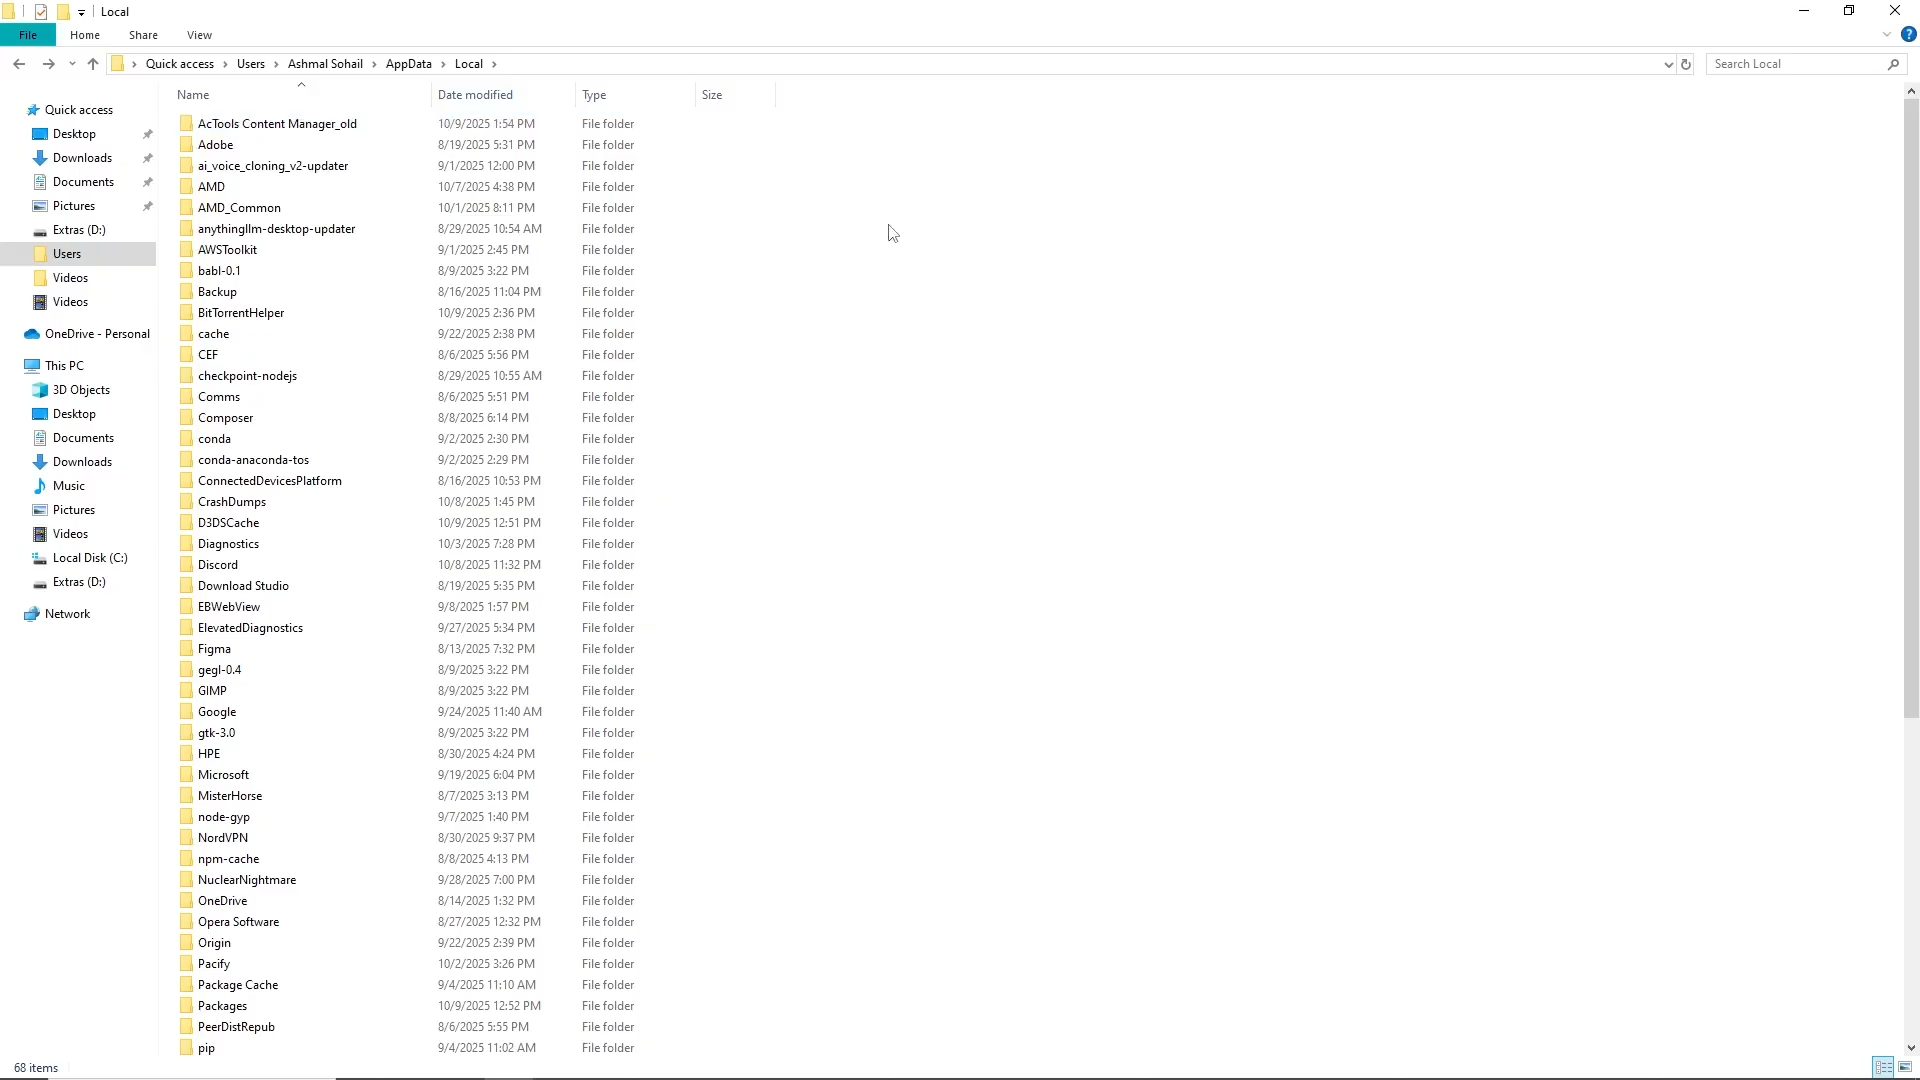 Local
File Home Share View
Quick access Users Ashmal Sohail AppData Local
Search Local
Name Date modified Type Size
Quick access
Desktop
Downloads
Documents
Pictures
Extras (D:)
Users
Videos
Videos
OneDrive - Personal
This PC
3D Objects
Desktop
Documents
Downloads
Music
Pictures
Videos
Local Disk (C:)
Extras (D:)
Network
AcTools Content Manager_old 10/9/2025 1:54 PM File folder
Adobe 8/19/2025 5:31 PM File folder
ai_voice_cloning_v2-updater 9/1/2025 12:00 PM File folder
AMD 10/7/2025 4:38 PM File folder
AMD_Common 10/1/2025 8:11 PM File folder
anythingllm-desktop-updater 8/29/2025 10:54 AM File folder
AWSToolkit 9/1/2025 2:45 PM File folder
babl-0.1 8/9/2025 3:22 PM File folder
Backup 8/16/2025 11:04 PM File folder
BitTorrentHelper 10/9/2025 2:36 PM File folder
cache 9/22/2025 2:38 PM File folder
CEF 8/6/2025 5:56 PM File folder
checkpoint-nodejs 8/29/2025 10:55 AM File folder
Comms 8/6/2025 5:51 PM File folder
Composer 8/8/2025 6:14 PM File folder
conda 9/2/2025 2:30 PM File folder
conda-anaconda-tos 9/2/2025 2:29 PM File folder
ConnectedDevicesPlatform 8/16/2025 10:53 PM File folder
CrashDumps 10/8/2025 1:45 PM File folder
D3DSCache 10/9/2025 12:51 PM File folder
Diagnostics 10/3/2025 7:28 PM File folder
Discord 10/8/2025 11:32 PM File folder
Download Studio 8/19/2025 5:35 PM File folder
EBWebView 9/8/2025 1:57 PM File folder
ElevatedDiagnostics 9/27/2025 5:34 PM File folder
Figma 8/13/2025 7:32 PM File folder
gegl-0.4 8/9/2025 3:22 PM File folder
GIMP 8/9/2025 3:22 PM File folder
Google 9/24/2025 11:40 AM File folder
gtk-3.0 8/9/2025 3:22 PM File folder
HPE 8/30/2025 4:24 PM File folder
Microsoft 9/19/2025 6:04 PM File folder
MisterHorse 8/7/2025 3:13 PM File folder
node-gyp 9/7/2025 1:40 PM File folder
NordVPN 8/30/2025 9:37 PM File folder
npm-cache 8/8/2025 4:13 PM File folder
NuclearNightmare 9/28/2025 7:00 PM File folder
OneDrive 8/14/2025 1:32 PM File folder
Opera Software 8/27/2025 12:32 PM File folder
Origin 9/22/2025 2:39 PM File folder
Pacify 10/2/2025 3:26 PM File folder
Package Cache 9/4/2025 11:10 AM File folder
Packages 10/9/2025 12:52 PM File folder
PeerDistRepub 8/6/2025 5:55 PM File folder
pip 9/4/2025 11:02 AM File folder
68 items